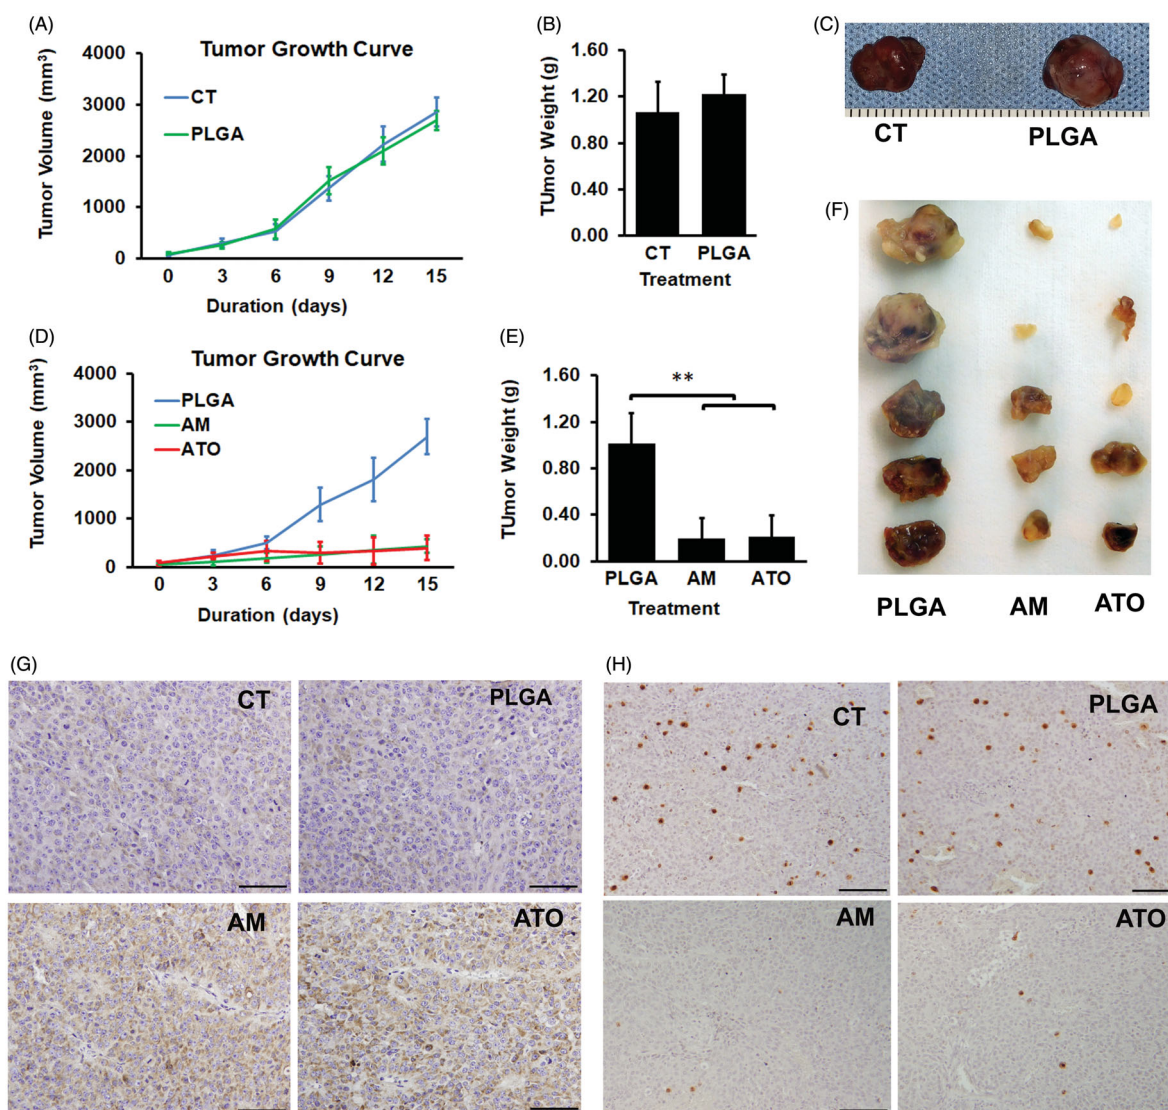 (A)
Tumor Growth Curve
Tumor Volume (mm³)
4000
3000
2000
1000
0
CT
PLGA
0 3 6 9 12 15
Duration (days)
(B)
TUmor Weight (g)
1.60
1.20
0.80
0.40
0.00
CT PLGA
Treatment
(C)
CT PLGA
(D)
Tumor Growth Curve
Tumor Volume (mm³)
4000
3000
2000
1000
0
PLGA
AM
ATO
0 3 6 9 12 15
Duration (days)
(E)
TUmor Weight (g)
1.60
1.20
0.80
0.40
0.00
**
PLGA AM ATO
Treatment
(F)
PLGA AM ATO
(G)
CT PLGA
AM ATO
(H)
CT PLGA
AM ATO